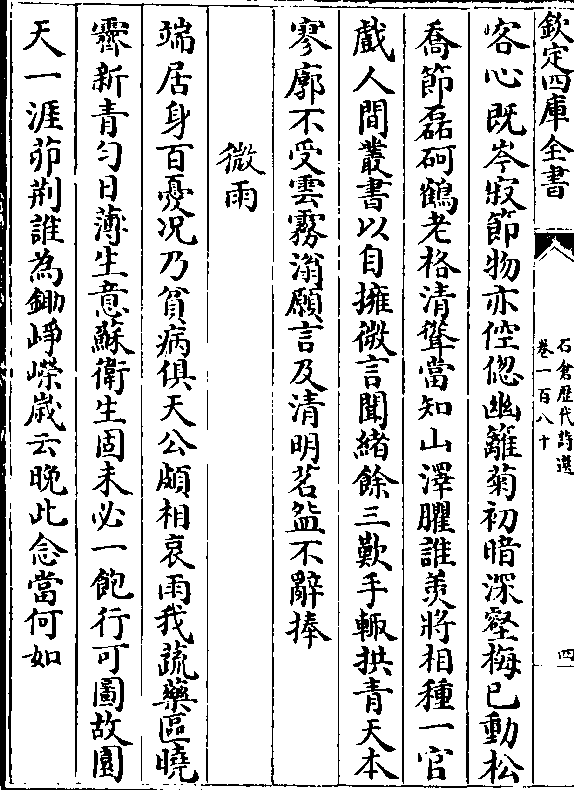 欽定四庫全書
石倉歴代詩選
卷一百八十
四
客心既岑寂節物亦倥偬幽籬菊初暗深壑梅已動松
喬節磊砢鶴老格清聳當知山澤臞誰羨將相種一官
戲人間叢書以自擁微言聞緒餘三歎手輙拱青天本
寥廓不受雲霧滃願言及清明茗盌不辭捧
微雨
端居身百憂况乃貧病俱天公頗相哀雨我蔬藥區曉
霽新青匀日薄生意蘇衛生固未必一飽行可圖故園
天一涯茆荆誰為鋤崢嶸歳云晩此念當何如